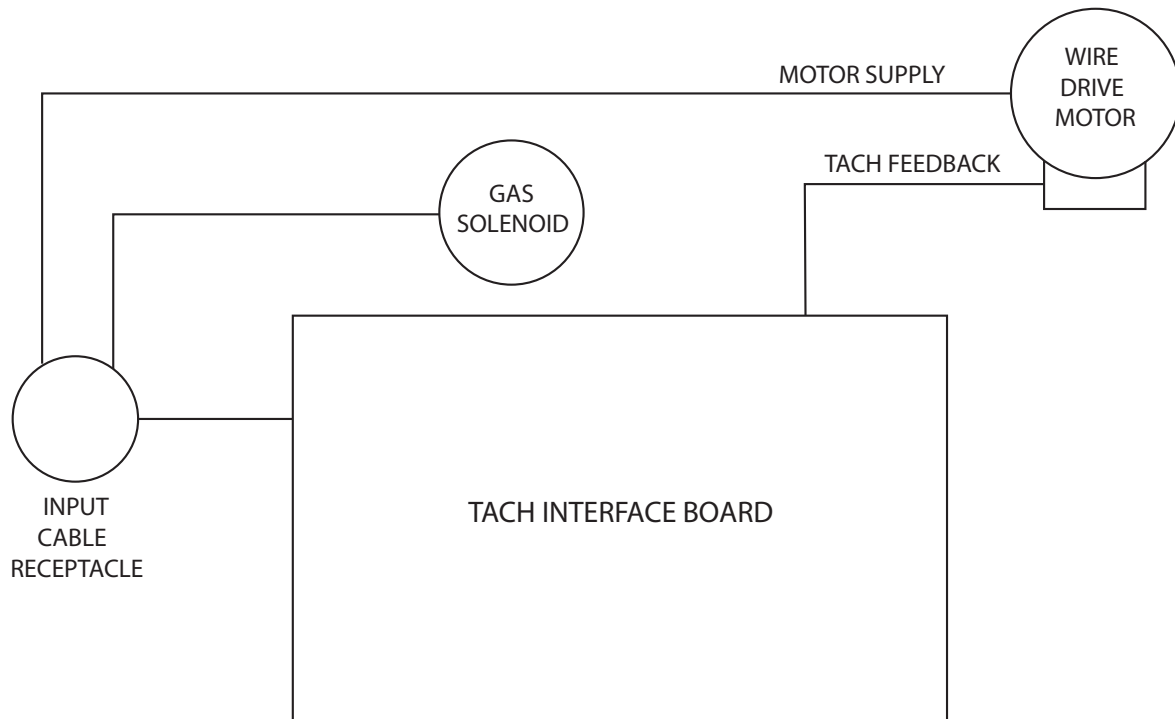 MOTOR SUPPLY
WIRE
DRIVE
MOTOR
TACH FEEDBACK
GAS
SOLENOID
INPUT
CABLE
RECEPTACLE
TACH INTERFACE BOARD